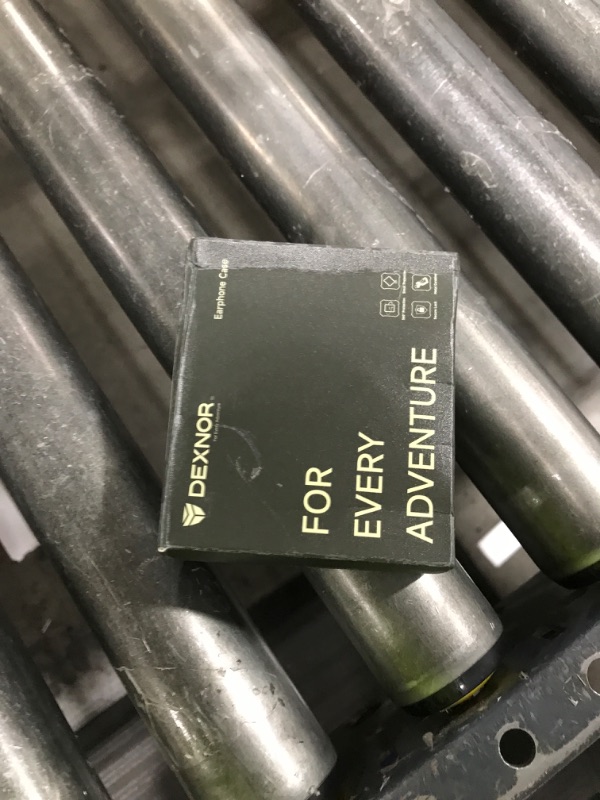 DEXNOR
Earphone Case
FOR
EVERY
ADVENTURE